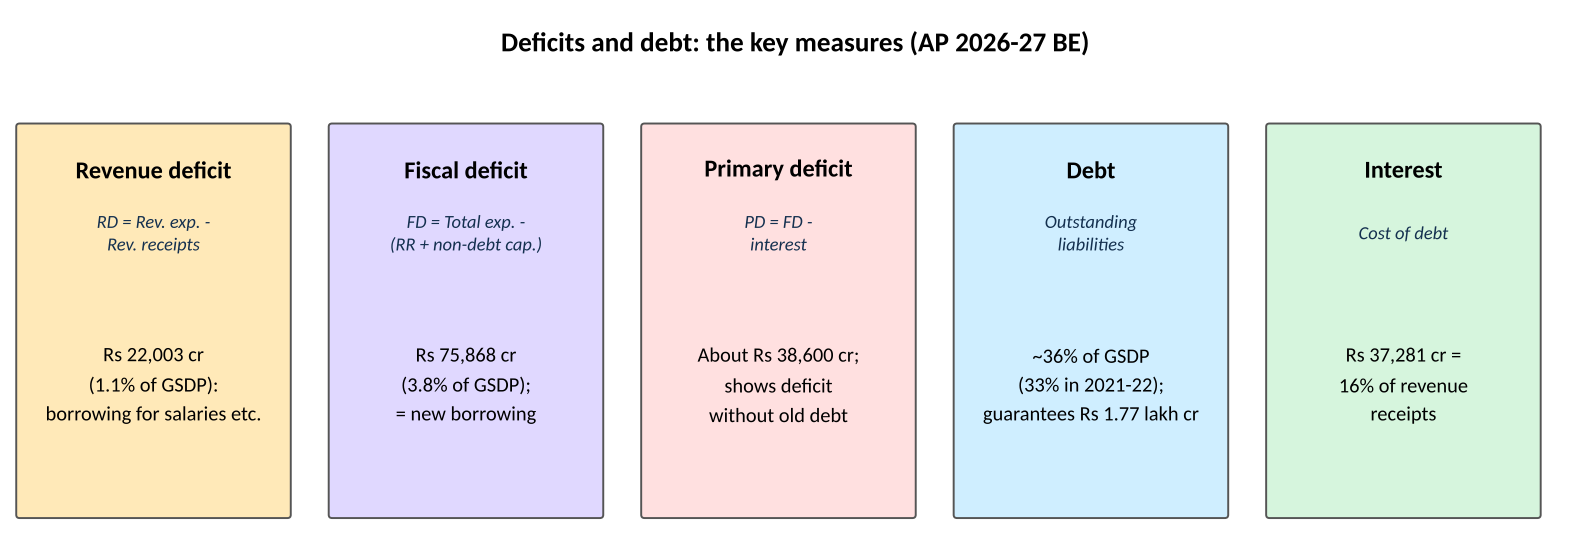 Deficits and debt: the key measures (AP 2026-27 BE)
Revenue deficit
RD = Rev. exp. -
Rev. receipts
Rs 22,003 cr
(1.1% of GSDP):
borrowing for salaries etc.
Fiscal deficit
FD = Total exp. -
(RR + non-debt cap.)
Rs 75,868 cr
(3.8% of GSDP);
= new borrowing
Primary deficit
PD = FD -
interest
About Rs 38,600 cr;
shows deficit
without old debt
Debt
Outstanding
liabilities
~36% of GSDP
(33% in 2021-22);
guarantees Rs 1.77 lakh cr
Interest
Cost of debt
Rs 37,281 cr =
16% of revenue
receipts